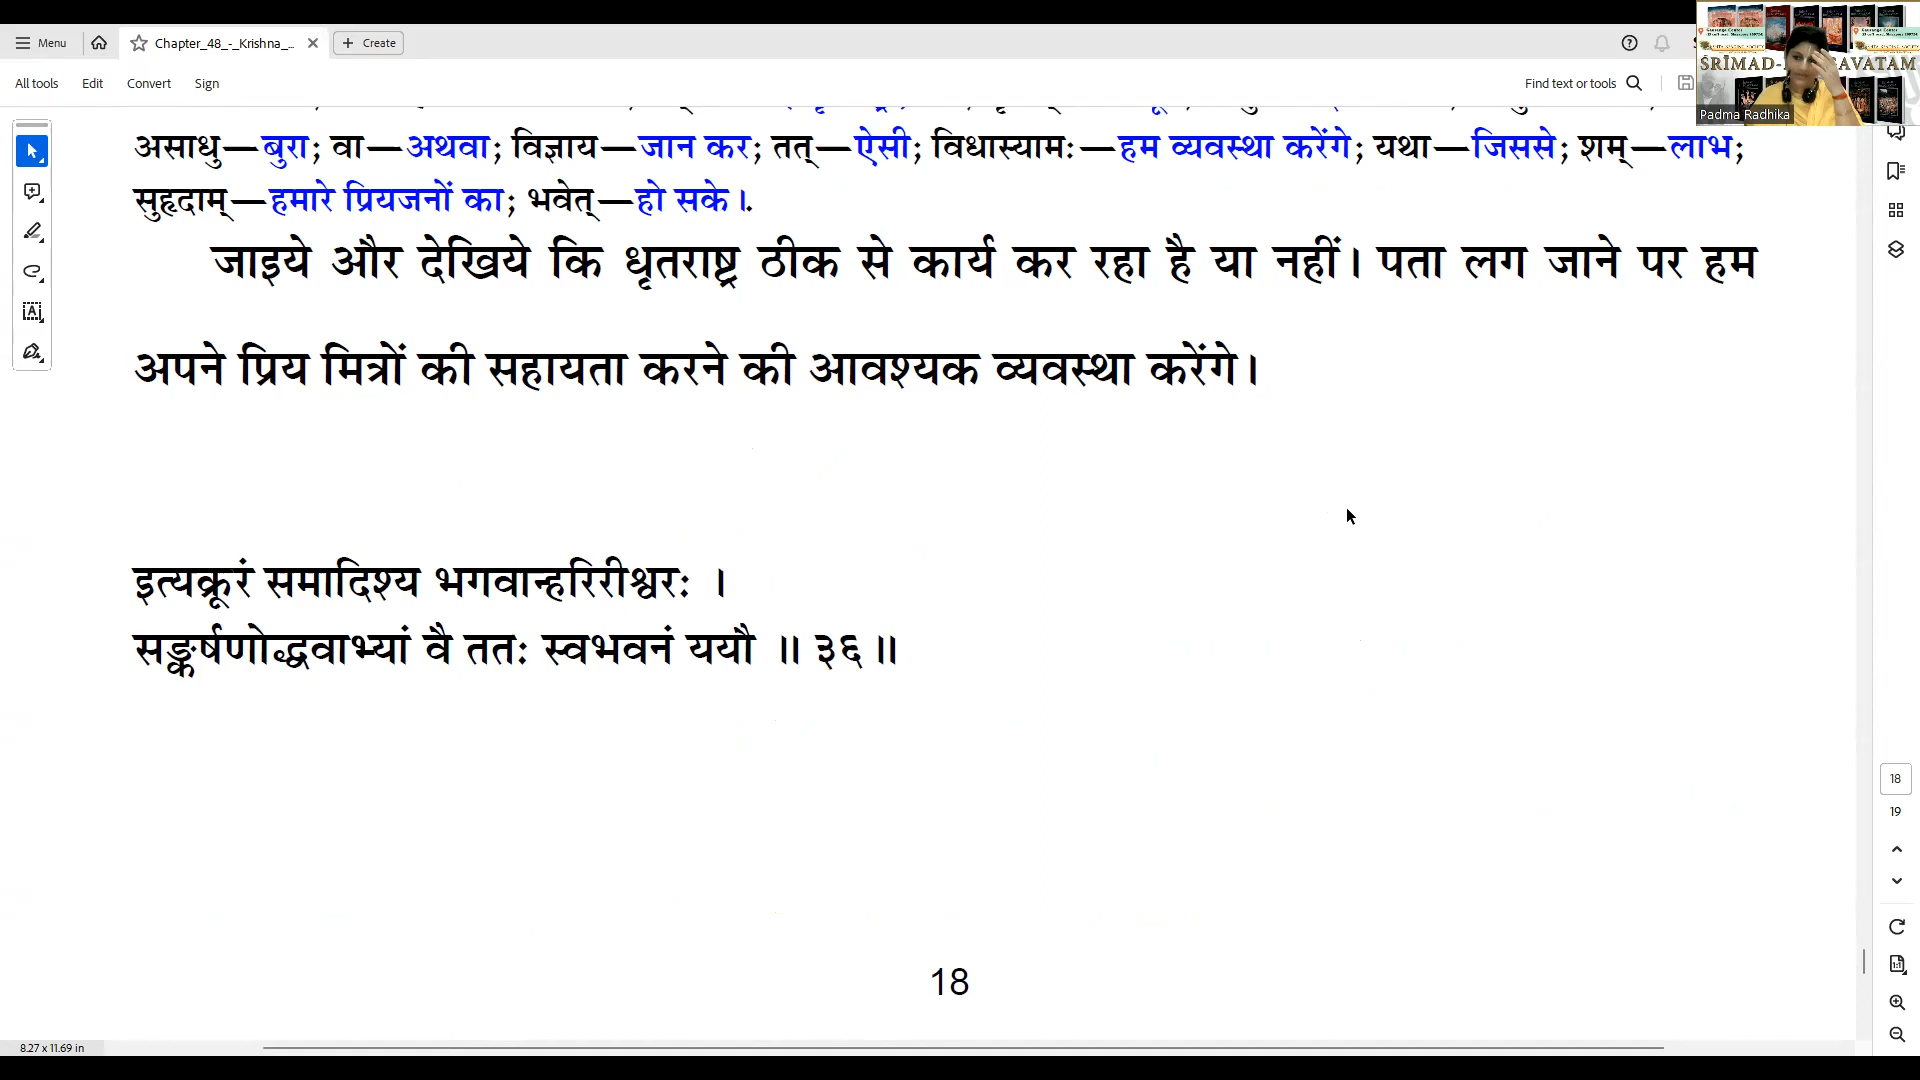 Menu
Chapter_48_-_Krishna_...
Create
All tools
Edit
Convert
Sign
Find text or tools
ŚRĪMAD-
AVATAM
Padma Radhika
असाधु—बुरा; वा—अथवा; विज्ञाय—जान कर; तत्—ऐसी; विधास्यामः—हम व्यवस्था करेंगे; यथा—जिससे; शम्—लाभ;
सुहृदाम्—हमारे प्रियजनों का; भवेत्—हो सके।.
जाइये और देखिये कि धृतराष्ट्र ठीक से कार्य कर रहा है या नहीं। पता लग जाने पर हम
अपने प्रिय मित्रों की सहायता करने की आवश्यक व्यवस्था करेंगे।
इत्यक्रूरं समादिश्य भगवान्हरिरीश्वरः ।
सङ्कर्षणोद्धवाभ्यां वै ततः स्वभवनं ययौ ॥ ३६॥
18
18
19
8.27 x 11.69 in